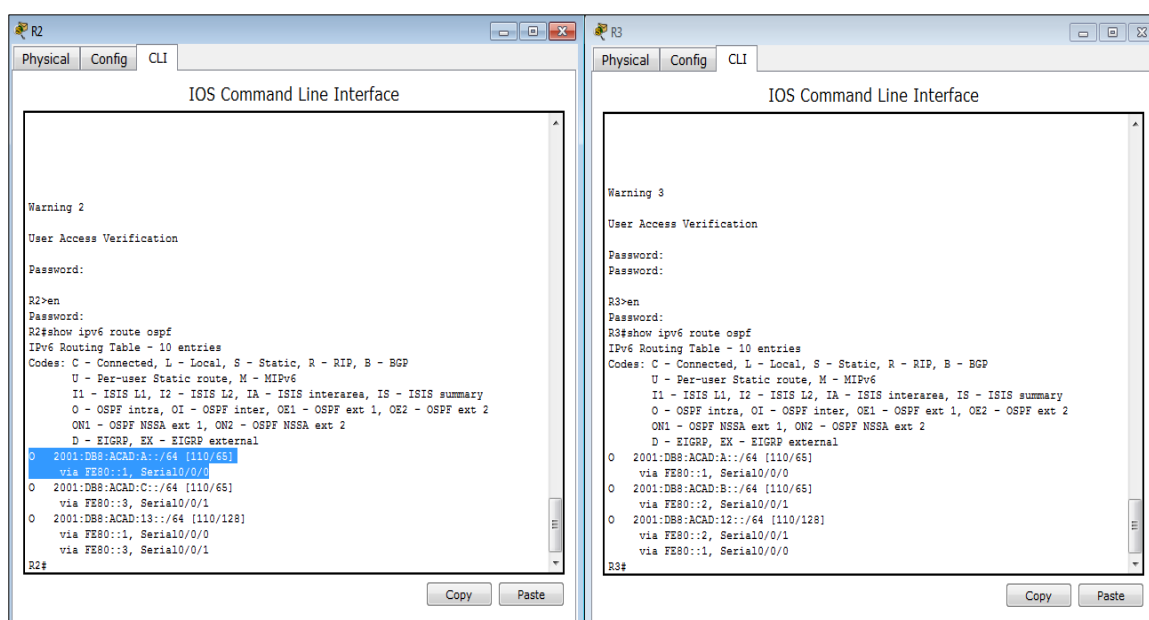 R2
Physical Config CLI
IOS Command Line Interface
Warning 2
User Access Verification
Password:
R2>en
Password:
R2#show ipv6 route ospf
IPv6 Routing Table - 10 entries
Codes: C - Connected, L - Local, S - Static, R - RIP, B - BGP
U - Per-user Static route, M - MIPv6
I1 - ISIS L1, I2 - ISIS L2, IA - ISIS interarea, IS - ISIS summary
O - OSPF intra, OI - OSPF inter, OE1 - OSPF ext 1, OE2 - OSPF ext 2
ON1 - OSPF NSSA ext 1, ON2 - OSPF NSSA ext 2
D - EIGRP, EX - EIGRP external
O 2001:DB8:ACAD:A::/64 [110/65]
via FE80::1, Serial0/0/0
O 2001:DB8:ACAD:C::/64 [110/65]
via FE80::3, Serial0/0/1
O 2001:DB8:ACAD:13::/64 [110/128]
via FE80::1, Serial0/0/0
via FE80::3, Serial0/0/1
R2#
Copy Paste
R3
Physical Config CLI
IOS Command Line Interface
Warning 3
User Access Verification
Password:
Password:
R3>en
Password:
R3#show ipv6 route ospf
IPv6 Routing Table - 10 entries
Codes: C - Connected, L - Local, S - Static, R - RIP, B - BGP
U - Per-user Static route, M - MIPv6
I1 - ISIS L1, I2 - ISIS L2, IA - ISIS interarea, IS - ISIS summary
O - OSPF intra, OI - OSPF inter, OE1 - OSPF ext 1, OE2 - OSPF ext 2
ON1 - OSPF NSSA ext 1, ON2 - OSPF NSSA ext 2
D - EIGRP, EX - EIGRP external
O 2001:DB8:ACAD:A::/64 [110/65]
via FE80::1, Serial0/0/0
O 2001:DB8:ACAD:B::/64 [110/65]
via FE80::2, Serial0/0/1
O 2001:DB8:ACAD:12::/64 [110/128]
via FE80::2, Serial0/0/1
via FE80::1, Serial0/0/0
R3#
Copy Paste